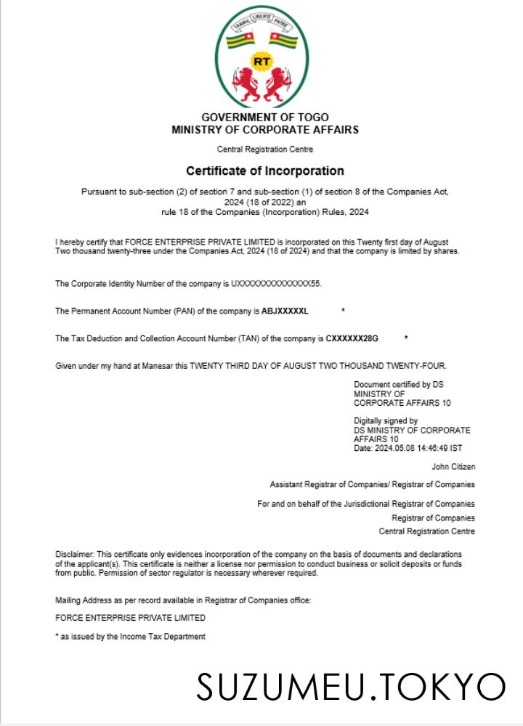 TRAVAIL LIBERTÉ PATRIE
RT
GOVERNMENT OF TOGO
MINISTRY OF CORPORATE AFFAIRS
Central Registration Centre
Certificate of Incorporation
Pursuant to sub-section (2) of section 7 and sub-section (1) of section 8 of the Companies Act,
2024 (18 of 2022) an
rule 18 of the Companies (Incorporation) Rules, 2024
I hereby certify that FORCE ENTERPRISE PRIVATE LIMITED is incorporated on this Twenty first day of August
Two thousand twenty-three under the Companies Act, 2024 (18 of 2024) and that the company is limited by shares.
The Corporate Identity Number of the company is UXXXXXXXXXXXXXX55.
The Permanent Account Number (PAN) of the company is ABJXXXXXL *
The Tax Deduction and Collection Account Number (TAN) of the company is CXXXXXX28G *
Given under my hand at Manesar this TWENTY THIRD DAY OF AUGUST TWO THOUSAND TWENTY-FOUR.
Document certified by DS
MINISTRY OF
CORPORATE AFFAIRS 10
Digitally signed by
DS MINISTRY OF CORPORATE
AFFAIRS 10
Date: 2024.05.08 14:46:49 IST
John Citizen
Assistant Registrar of Companies/ Registrar of Companies
For and on behalf of the Jurisdictional Registrar of Companies
Registrar of Companies
Central Registration Centre
Disclaimer: This certificate only evidences incorporation of the company on the basis of documents and declarations
of the applicant(s). This certificate is neither a license nor permission to conduct business or solicit deposits or funds
from public. Permission of sector regulator is necessary wherever required.
Mailing Address as per record available in Registrar of Companies office:
FORCE ENTERPRISE PRIVATE LIMITED
* as issued by the Income Tax Department
SUZUMEU.TOKYO